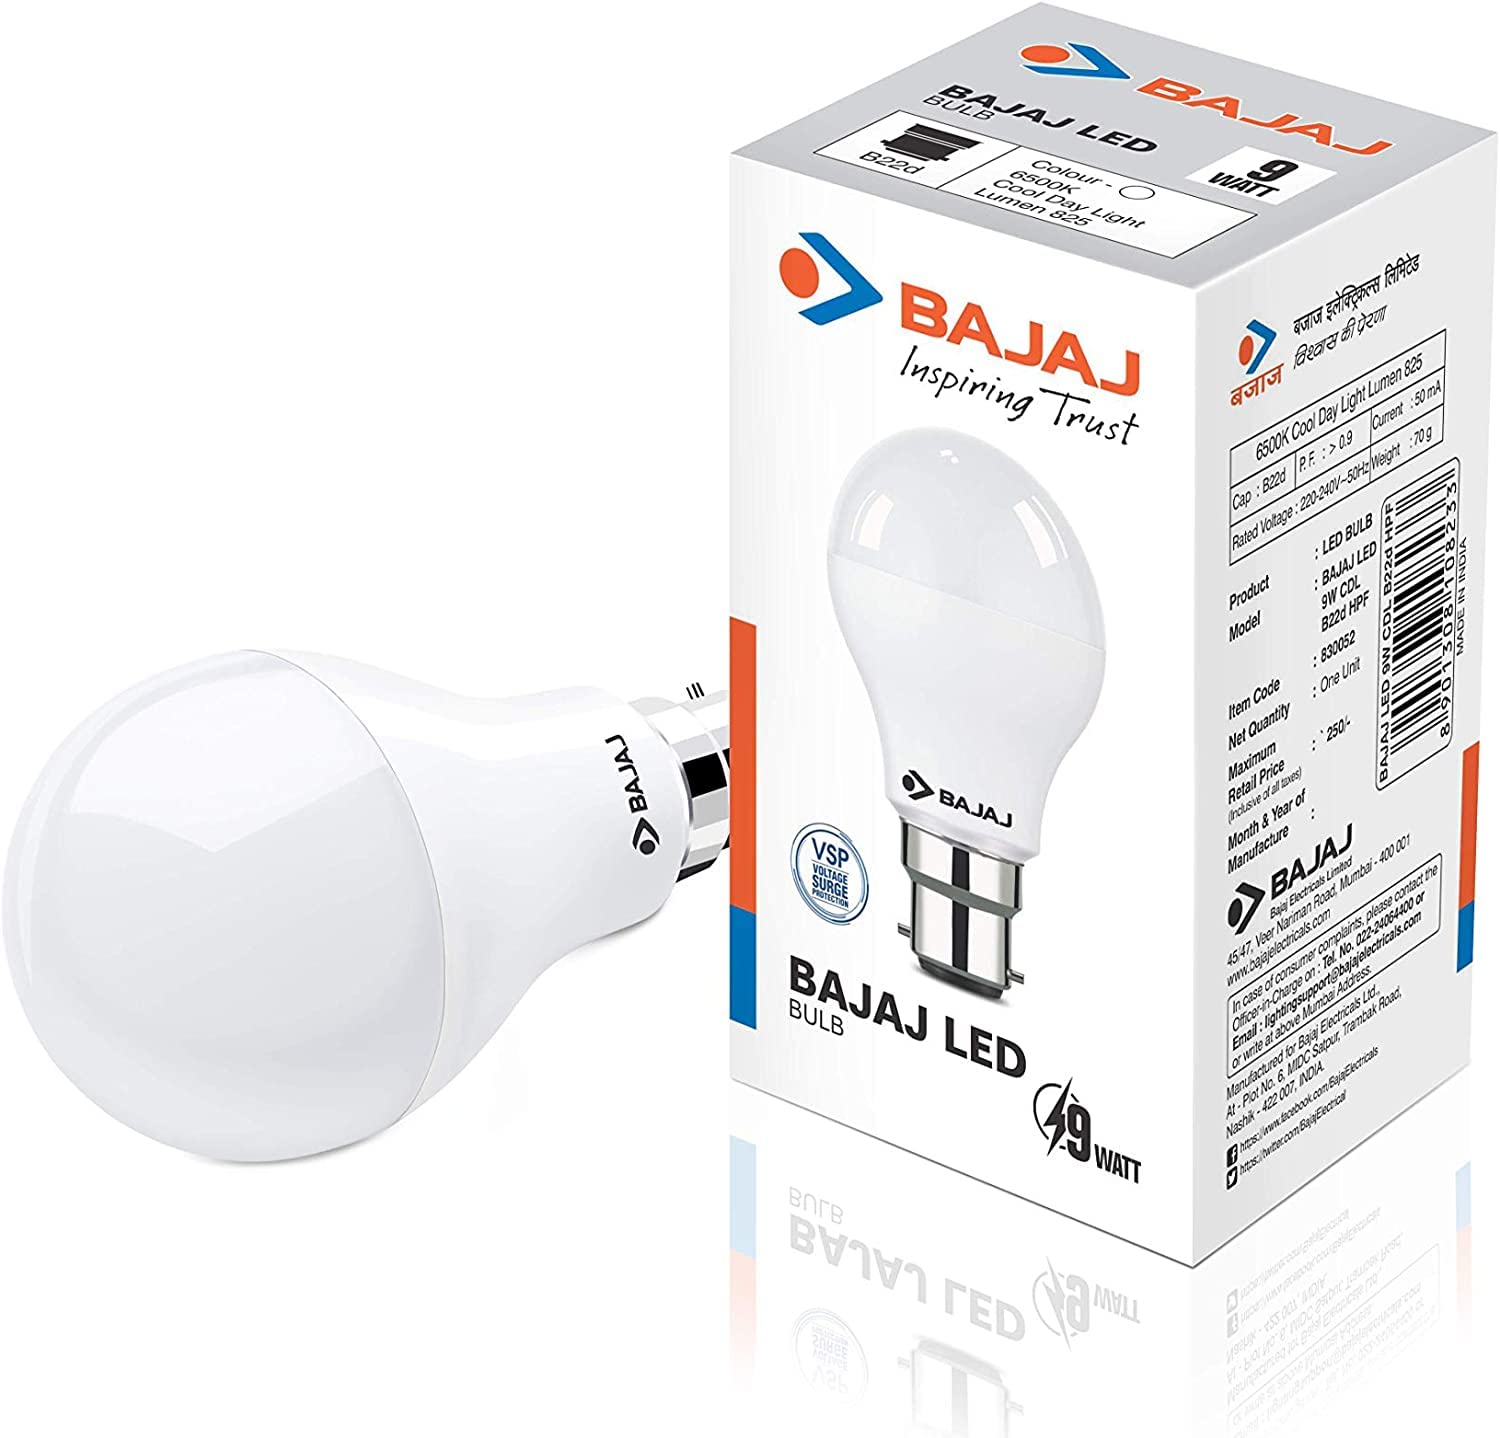 BAJAJ
BAJAJ LED
BULB
9
WATT
B22d
Colour -
6500K
Cool Day Light
Lumen 825
BAJAJ
Inspiring Trust
BAJAJ
VSP
VOLTAGE
SURGE
PROTECTION
BAJAJ LED
BULB
9 WATT
BAJAJ
बजाज
बजाज इलेक्ट्रिकल्स लिमिटेड
विश्वास की प्रेरणा
6500K Cool Day Light Lumen 825
Cap : B22d P.F. : > 0.9 Current : 50 mA
Rated Voltage : 220-240V~50Hz Weight : 70 g
Product : LED BULB
Model : BAJAJ LED
9W CDL
B22d HPF
Item Code : 830052
Net Quantity : One Unit
Maximum : ` 250/-
Retail Price
(Inclusive of all taxes)
Month & Year of :
Manufacture
BAJAJ LED 9W CDL B22d HPF
8 901308 108233
MADE IN INDIA
BAJAJ
Bajaj Electricals Limited
45/47, Veer Nariman Road, Mumbai - 400 001
www.bajajelectricals.com
In case of consumer complaints, please contact the
Officer-in-Charge on : Tel. No. 022-24064400 or
Email : lightingsupport@bajajelectricals.com
or write at above Mumbai Address.
Manufactured for Bajaj Electricals Ltd.,
At - Plot No. 6, MIDC Satpur, Trambak Road,
Nashik - 422 007, INDIA.
https://www.facebook.com/BajajElectricals
https://twitter.com/BajajElectrical